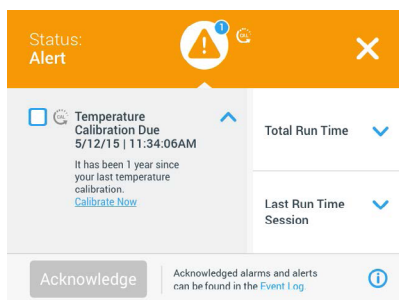 Status:
Alert
1
Temperature
Calibration Due
5/12/15 | 11:34:06AM
It has been 1 year since
your last temperature
calibration.
Calibrate Now
Total Run Time
Last Run Time
Session
Acknowledge
Acknowledged alarms and alerts
can be found in the Event Log.